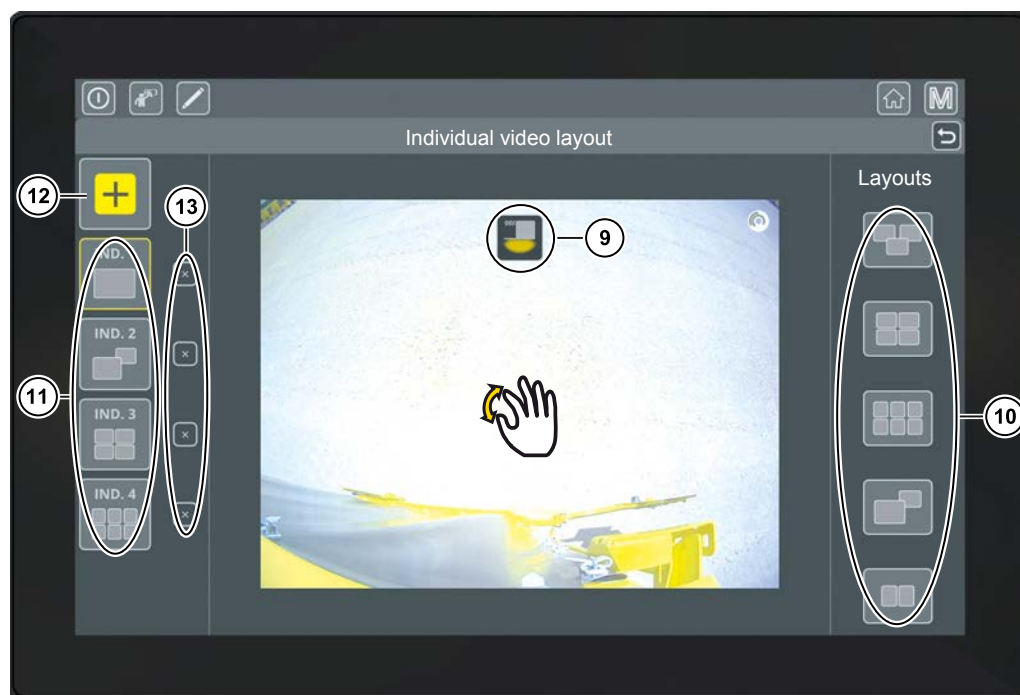 M
Individual video layout
12
13
Layouts
9
IND.
IND. 2
11
10
IND. 3
IND. 4